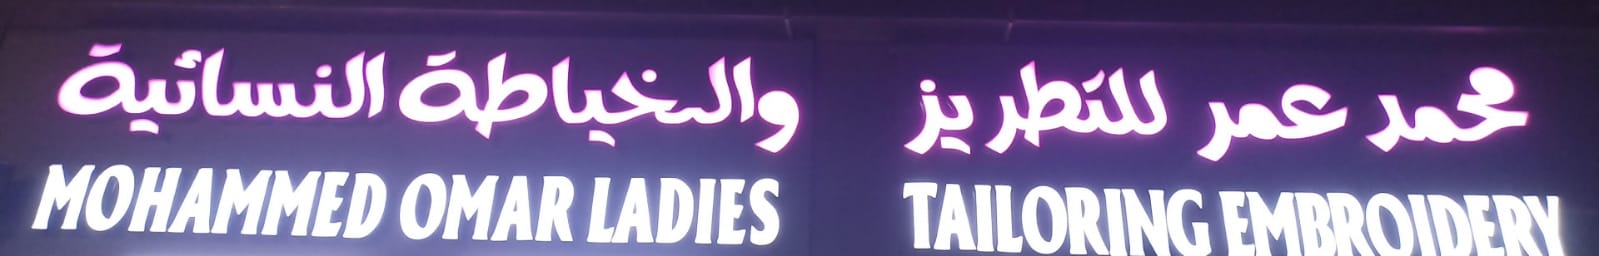 محمد عمر للتطريز والخياطة النسائية
MOHAMMED OMAR LADIES TAILORING EMBROIDERY